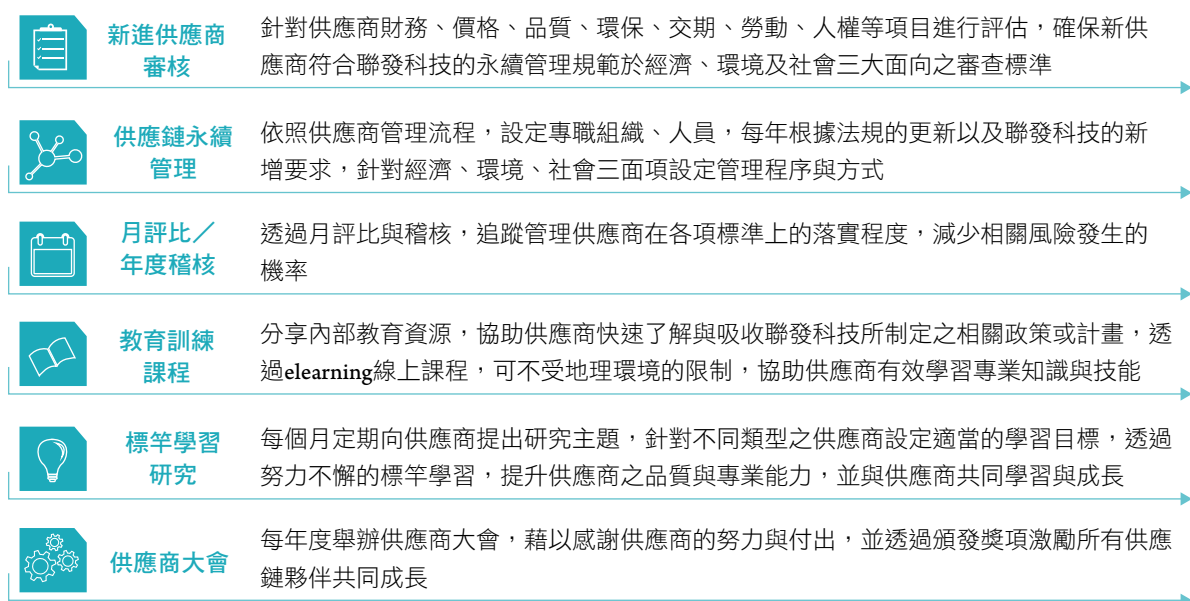 新進供應商
審核
針對供應商財務、價格、品質、環保、交期、勞動、人權等項目進行評估，確保新供
應商符合聯發科技的永續管理規範於經濟、環境及社會三大面向之審查標準
供應鏈永續
管理
依照供應商管理流程，設定專職組織、人員，每年根據法規的更新以及聯發科技的新
增要求，針對經濟、環境、社會三面項設定管理程序與方式
月評比／
年度稽核
透過月評比與稽核，追蹤管理供應商在各項標準上的落實程度，減少相關風險發生的
機率
教育訓練
課程
分享內部教育資源，協助供應商快速了解與吸收聯發科技所制定之相關政策或計畫，透
過elearning線上課程，可不受地理環境的限制，協助供應商有效學習專業知識與技能
標竿學習
研究
每個月定期向供應商提出研究主題，針對不同類型之供應商設定適當的學習目標，透過
努力不懈的標竿學習，提升供應商之品質與專業能力，並與供應商共同學習與成長
供應商大會
每年度舉辦供應商大會，藉以感謝供應商的努力與付出，並透過頒發獎項激勵所有供應
鏈夥伴共同成長